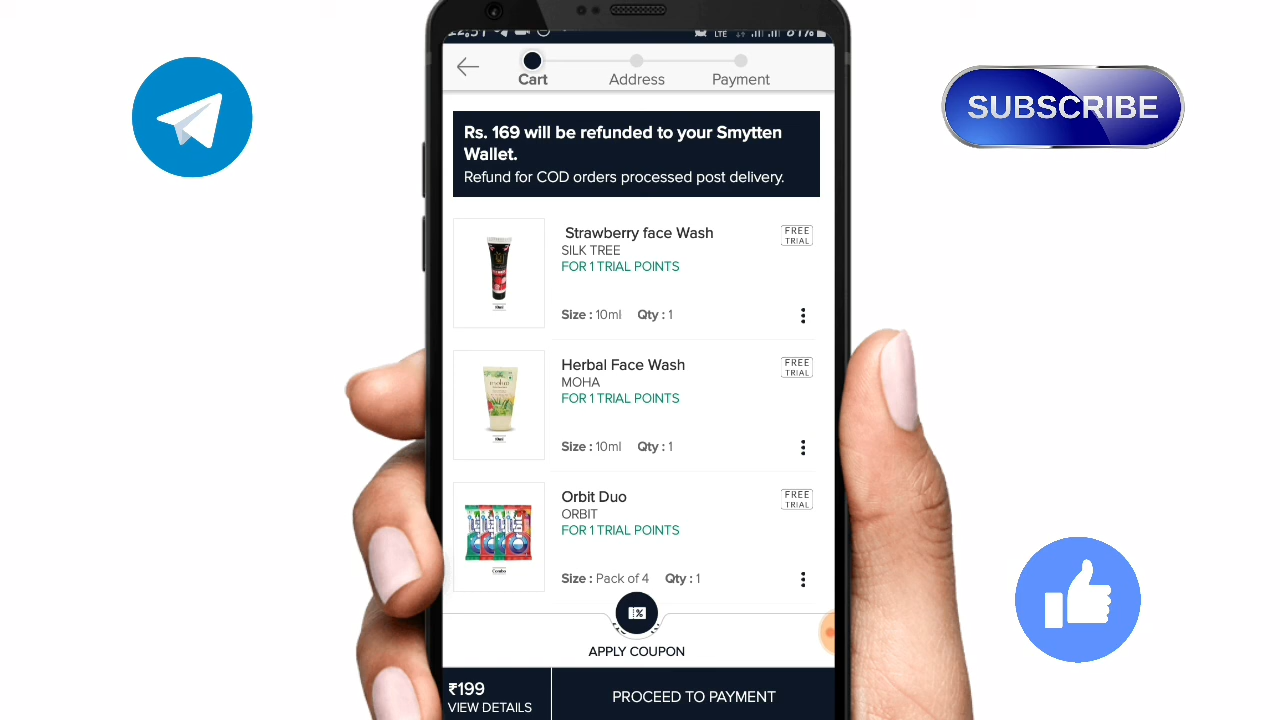 LTE
Cart
Address
Payment
SUBSCRIBE
Rs. 169 will be refunded to your Smytten
Wallet.
Refund for COD orders processed post delivery.
Strawberry face Wash
SILK TREE
FOR 1 TRIAL POINTS
FREE
TRIAL
Size : 10ml Qty : 1
Herbal Face Wash
MOHA
FOR 1 TRIAL POINTS
FREE
TRIAL
Size : 10ml Qty : 1
Orbit Duo
ORBIT
FOR 1 TRIAL POINTS
FREE
TRIAL
Combo
Size : Pack of 4 Qty : 1
APPLY COUPON
₹199
VIEW DETAILS
PROCEED TO PAYMENT